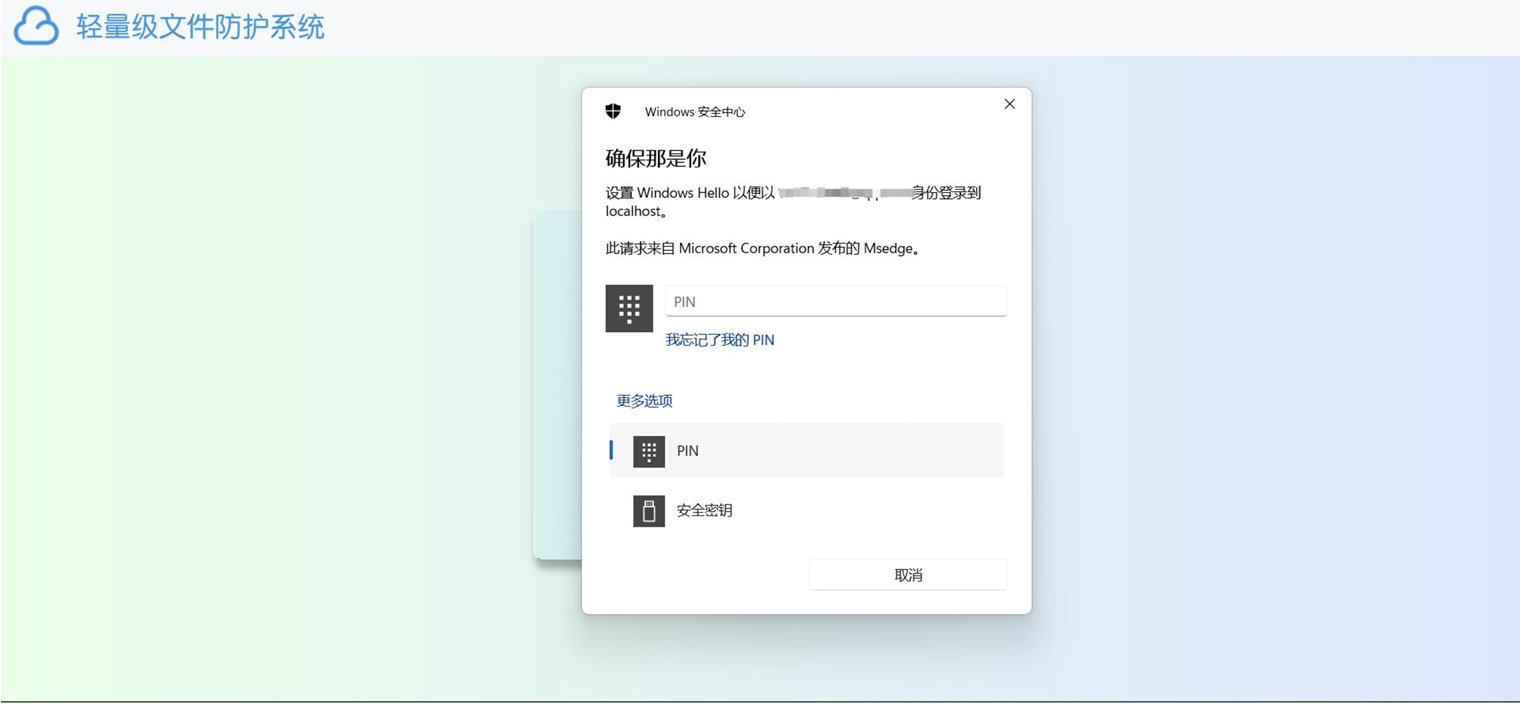 轻量级文件防护系统
Windows 安全中心
确保那是你
设置 Windows Hello 以便以 身份登录到
localhost。
此请求来自 Microsoft Corporation 发布的 Msedge。
PIN
我忘记了我的 PIN
更多选项
PIN
安全密钥
取消